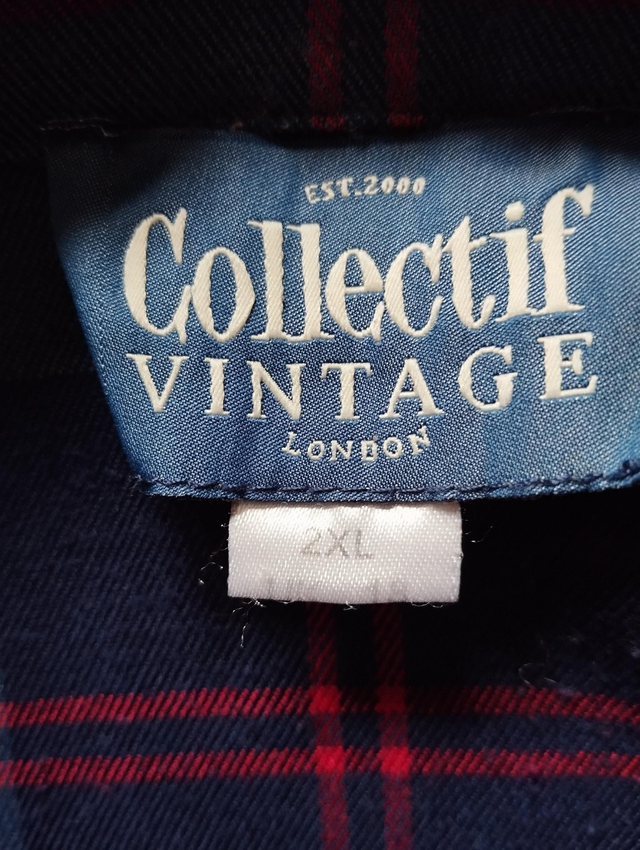 EST.2000
Collectif
VINTAGE
LONDON
2XL